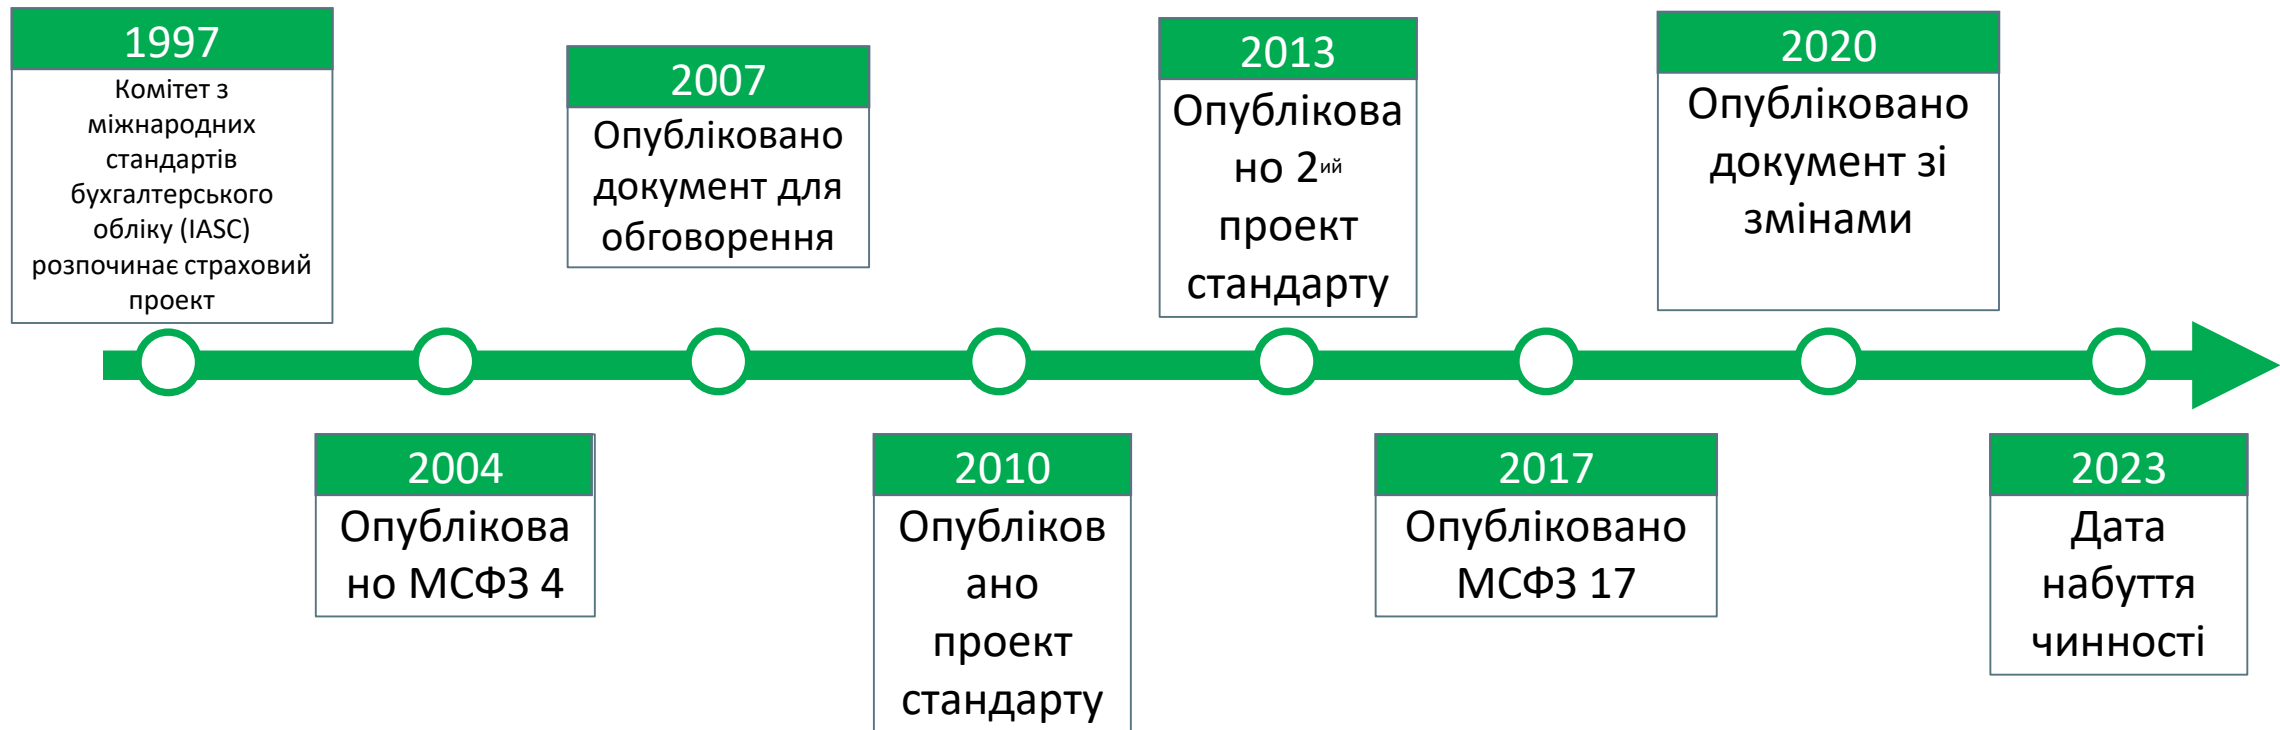 1997
Комітет з
міжнародних
стандартів
бухгалтерського
обліку (IASC)
розпочинає страховий
проект
2004
Опублікова
но МСФЗ 4
2007
Опубліковано
документ для
обговорення
2010
Опубліков
ано
проект
стандарту
2013
Опублікова
но 2ий
проект
стандарту
2017
Опубліковано
МСФЗ 17
2020
Опубліковано
документ зі
змінами
2023
Дата
набуття
чинності